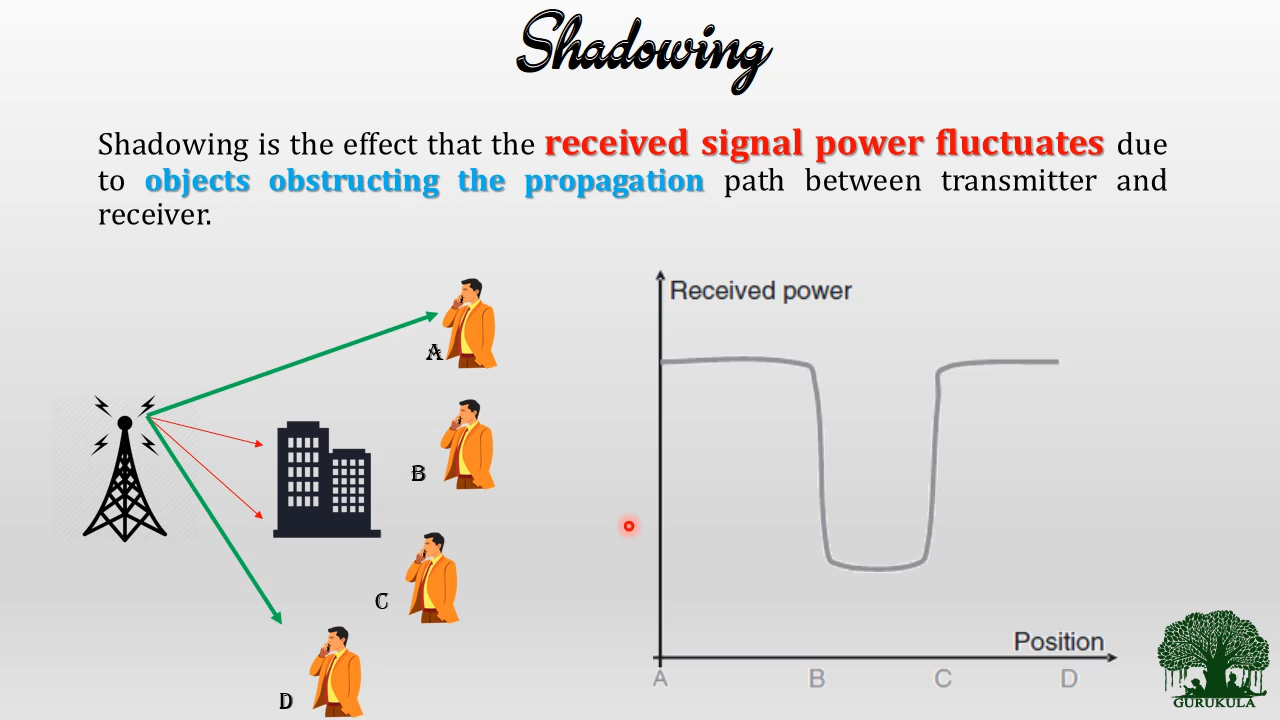 Shadowing
Shadowing is the effect that the received signal power fluctuates due
to objects obstructing the propagation path between transmitter and
receiver.
A
B
C
D
Received power
Position
A B C D
GURUKULA